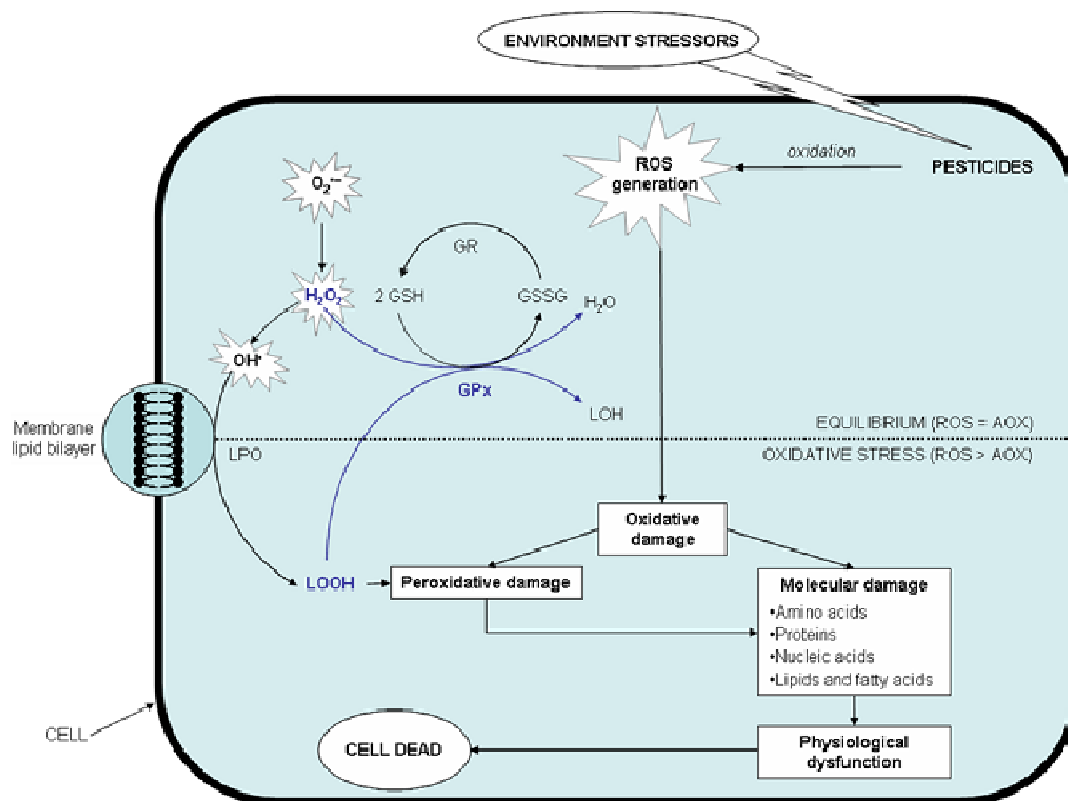 ENVIRONMENT STRESSORS
PESTICIDES
oxidation
ROS
generation
O₂•−
H₂O₂
OH•
GR
2 GSH
GSSG
H₂O
GPx
LOH
Membrane
lipid bilayer
LPO
EQUILIBRIUM (ROS = AOX)
OXIDATIVE STRESS (ROS > AOX)
Oxidative
damage
LOOH
Peroxidative damage
Molecular damage
•Amino acids
•Proteins
•Nucleic acids
•Lipids and fatty acids
CELL
CELL DEAD
Physiological
dysfunction